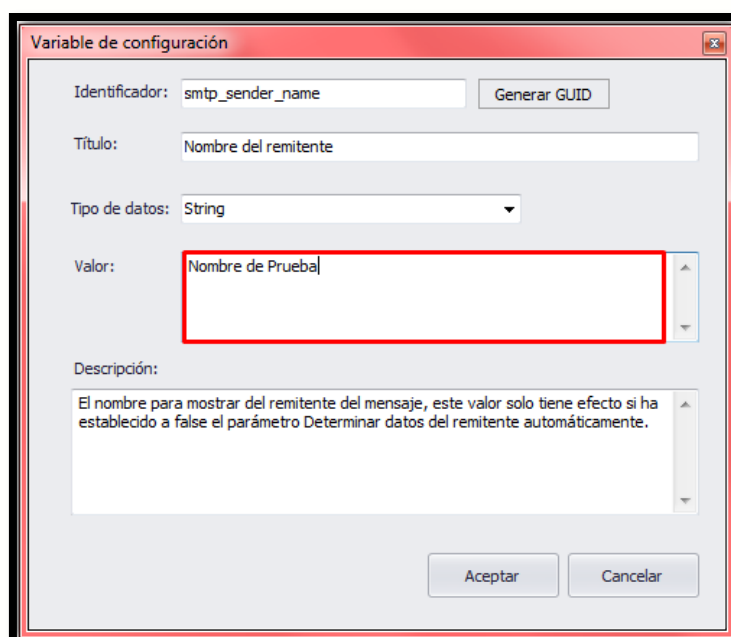 Variable de configuración
Identificador: smtp_sender_name Generar GUID
Título: Nombre del remitente
Tipo de datos: String
Valor: Nombre de Prueba
Descripción:
El nombre para mostrar del remitente del mensaje, este valor solo tiene efecto si ha
establecido a false el parámetro Determinar datos del remitente automáticamente.
Aceptar Cancelar